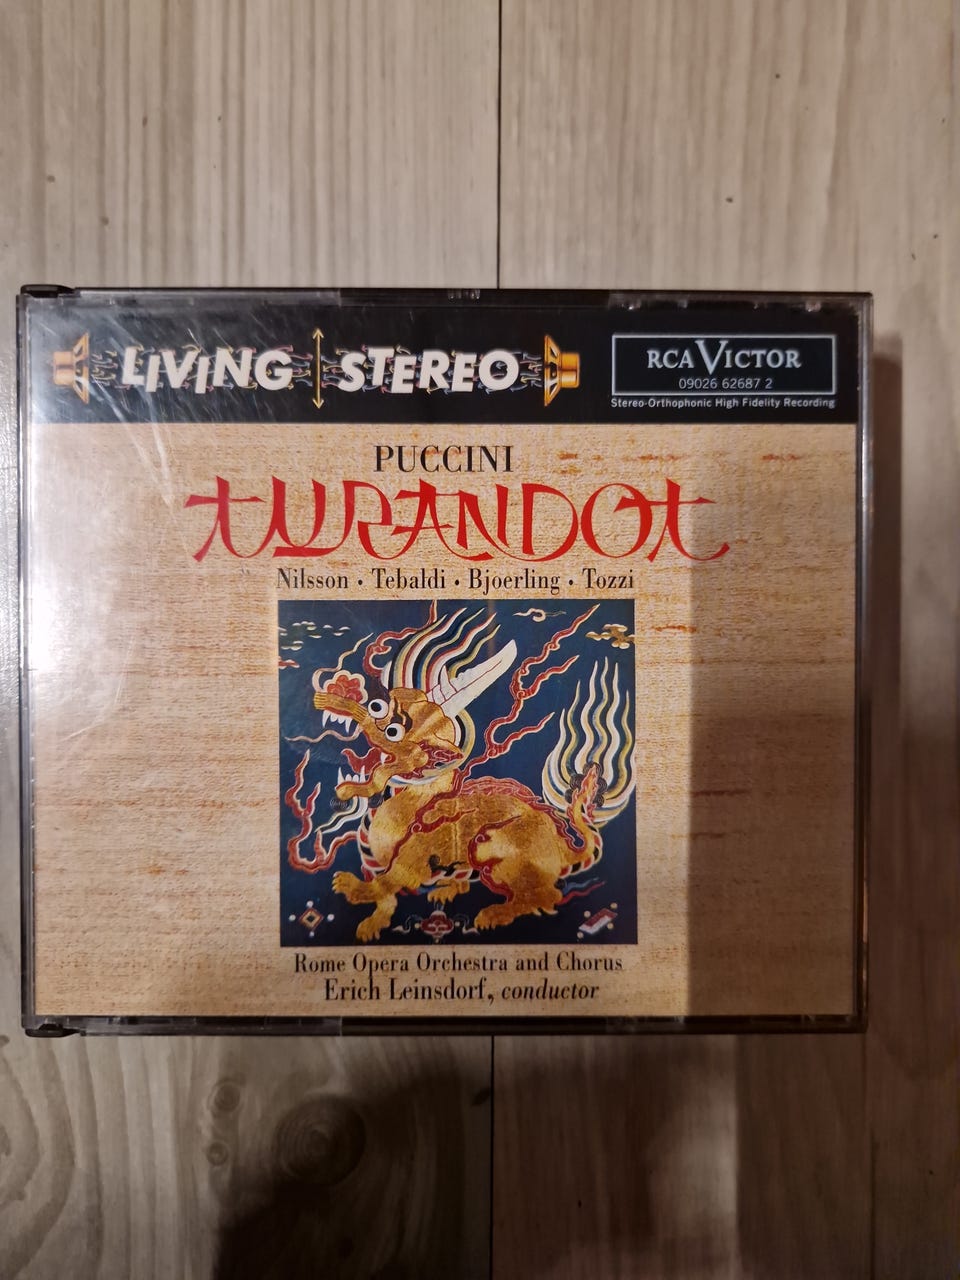 LIVING STEREO
RCA VICTOR
09026 62687 2
Stereo-Orthophonic High Fidelity Recording
PUCCINI
TURANDOT
Nilsson • Tebaldi • Bjoerling • Tozzi
Rome Opera Orchestra and Chorus
Erich Leinsdorf, conductor